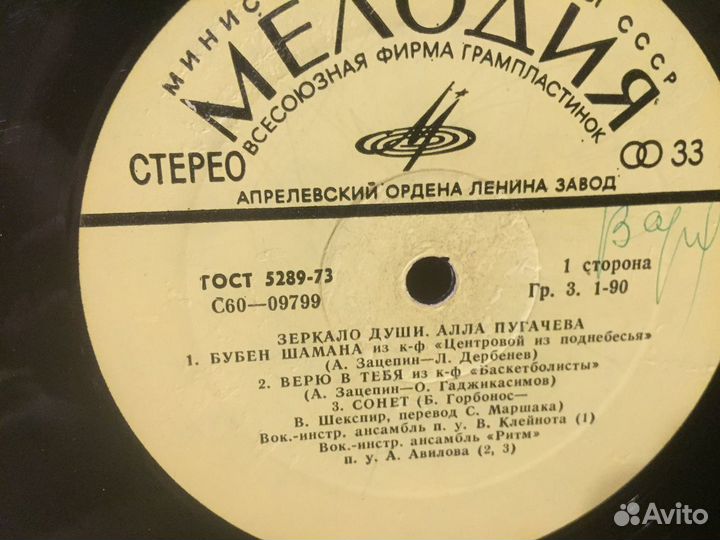 МИНИС
Ы СССР
МЕЛОДИЯ
ВСЕСОЮЗНАЯ ФИРМА ГРАМПЛАСТИНОК
СТЕРЕО
33
АПРЕЛЕВСКИЙ ОРДЕНА ЛЕНИНА ЗАВОД
ГОСТ 5289-73
1 сторона
С60—09799
Гр. 3. 1-90
ЗЕРКАЛО ДУШИ. АЛЛА ПУГАЧЕВА
1. БУБЕН ШАМАНА из к-ф «Центровой из поднебесья»
(А. Зацепин—Л. Дербенев)
2. ВЕРЮ В ТЕБЯ из к-ф «Баскетболисты»
(А. Зацепин—О. Гаджикасимов)
3. СОНЕТ (Б. Горбонос—
В. Шекспир, перевод С. Маршака)
Вок.-инстр. ансамбль п. у. В. Клейнота (1)
Вок.-инстр. ансамбль «Ритм»
п. у. А. Авилова (2, 3)
Avito